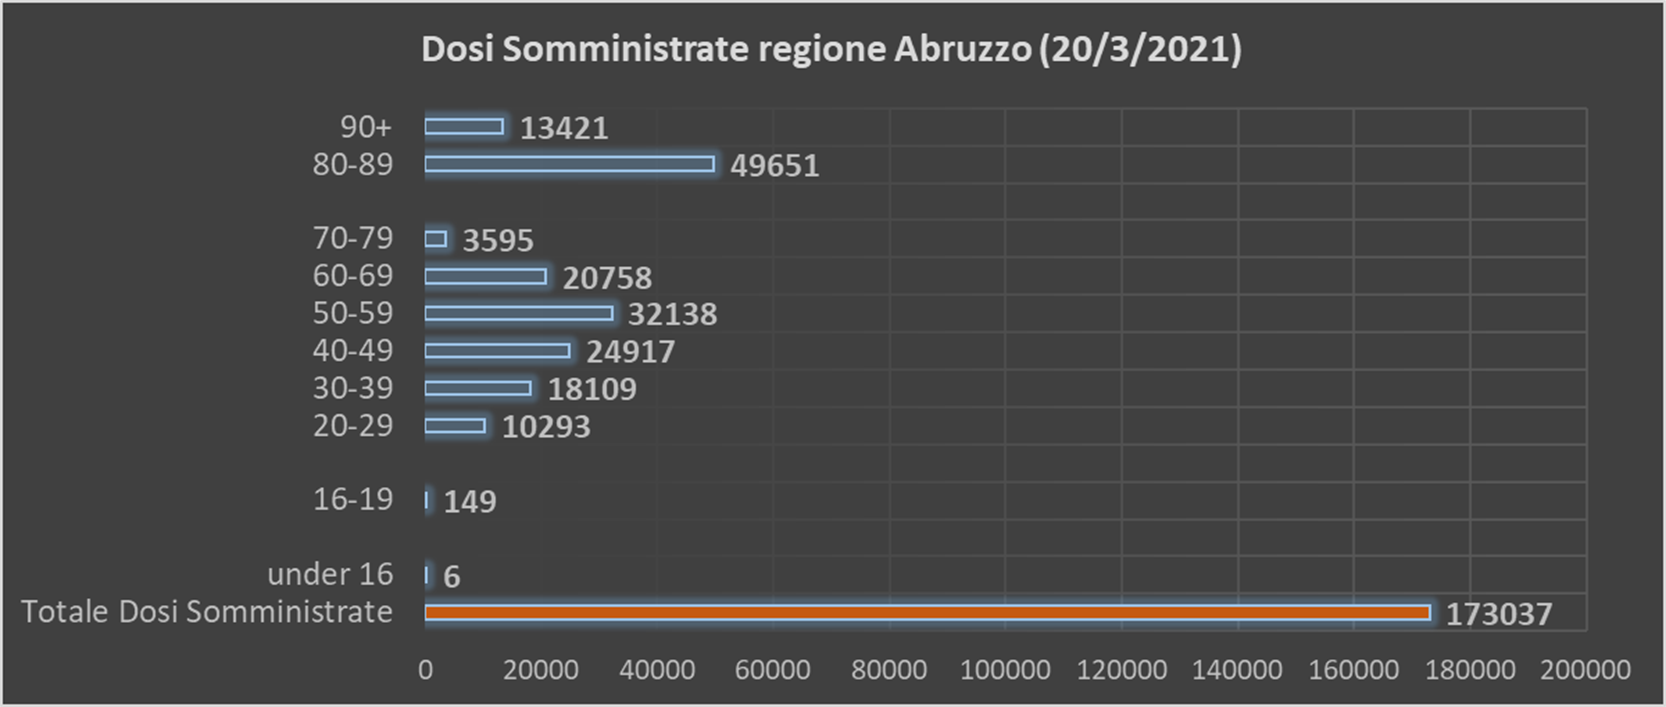 Dosi Somministrate regione Abruzzo (20/3/2021)
90+ 13421
80-89 49651
70-79 3595
60-69 20758
50-59 32138
40-49 24917
30-39 18109
20-29 10293
16-19 149
under 16 6
Totale Dosi Somministrate 173037
0 20000 40000 60000 80000 100000 120000 140000 160000 180000 200000